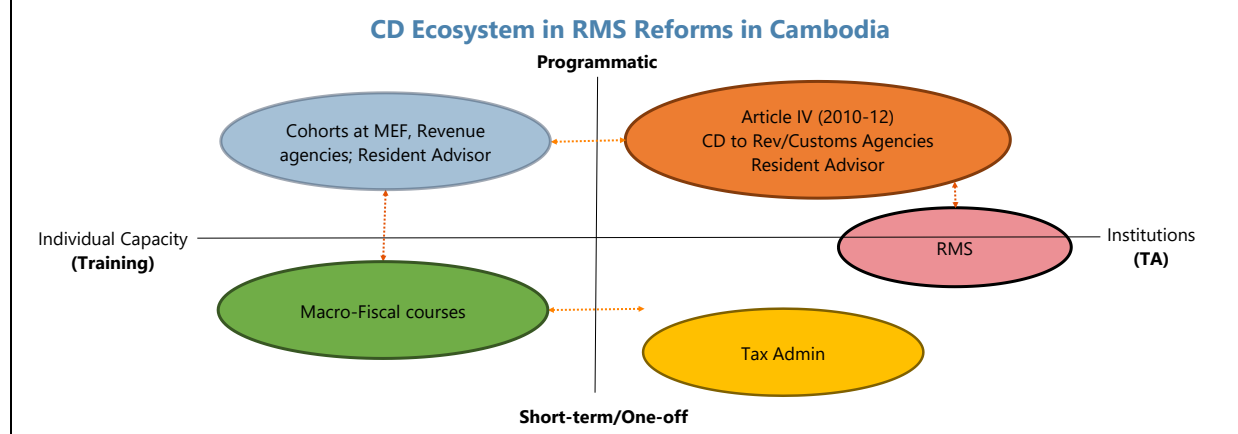 CD Ecosystem in RMS Reforms in Cambodia
Programmatic
Cohorts at MEF, Revenue
agencies; Resident Advisor
Article IV (2010-12)
CD to Rev/Customs Agencies
Resident Advisor
Individual Capacity
(Training)
RMS
Institutions
(TA)
Macro-Fiscal courses
Tax Admin
Short-term/One-off